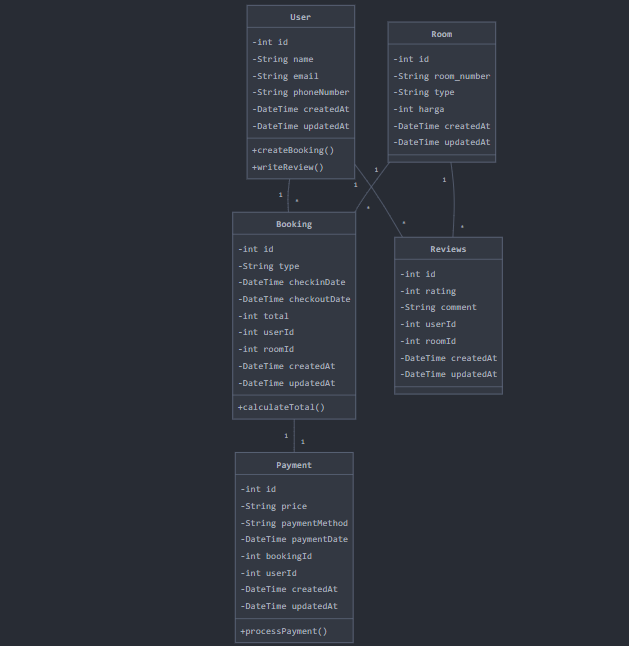 User
-int id
-String name
-String email
-String phoneNumber
-DateTime createdAt
-DateTime updatedAt
+createBooking()
+writeReview()
Room
-int id
-String room_number
-String type
-int harga
-DateTime createdAt
-DateTime updatedAt
1
*
1
*
1
*
1
*
Booking
-int id
-String type
-DateTime checkinDate
-DateTime checkoutDate
-int total
-int userId
-int roomId
-DateTime createdAt
-DateTime updatedAt
+calculateTotal()
Reviews
-int id
-int rating
-String comment
-int userId
-int roomId
-DateTime createdAt
-DateTime updatedAt
1
1
Payment
-int id
-String price
-String paymentMethod
-DateTime paymentDate
-int bookingId
-int userId
-DateTime createdAt
-DateTime updatedAt
+processPayment()